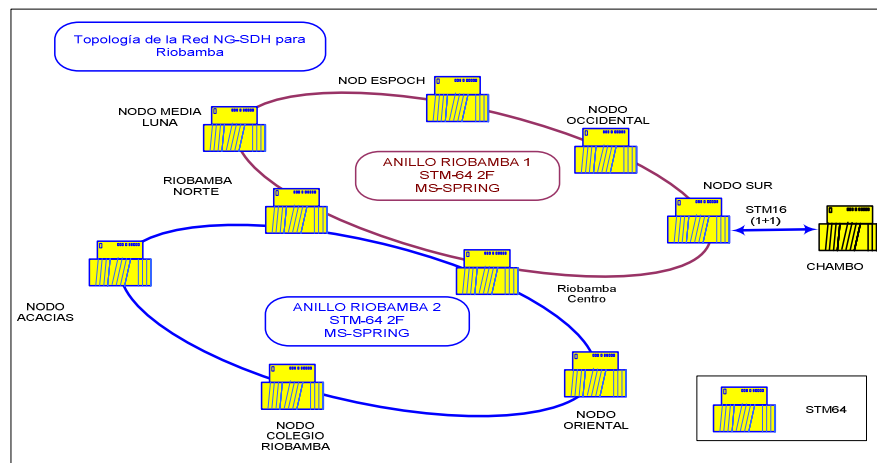 Topología de la Red NG-SDH para
Riobamba
NOD ESPOCH
NODO MEDIA
LUNA
NODO
OCCIDENTAL
ANILLO RIOBAMBA 1
STM-64 2F
MS-SPRING
RIOBAMBA
NORTE
NODO SUR
STM16
(1+1)
CHAMBO
Riobamba
Centro
NODO
ACACIAS
ANILLO RIOBAMBA 2
STM-64 2F
MS-SPRING
NODO
COLEGIO
RIOBAMBA
NODO
ORIENTAL
STM64